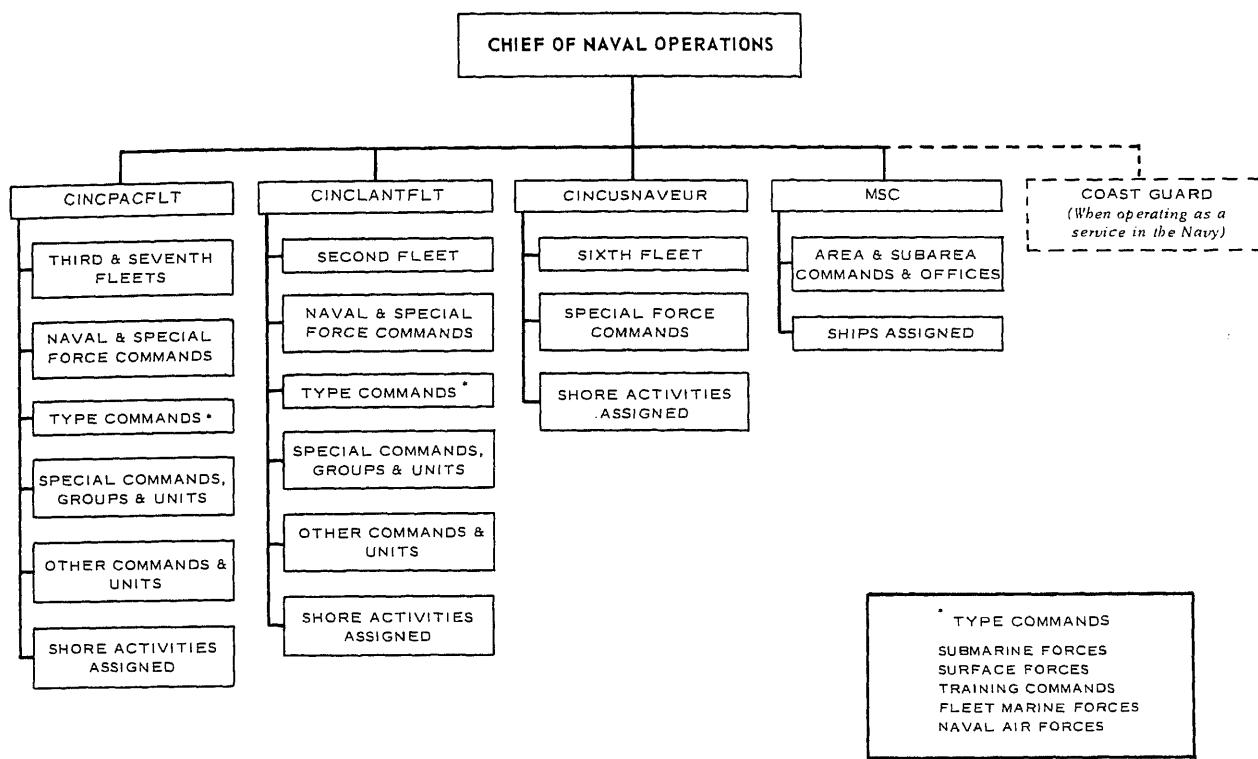 CHIEF OF NAVAL OPERATIONS
CINCPACFLT
THIRD & SEVENTH
FLEETS
NAVAL & SPECIAL
FORCE COMMANDS
TYPE COMMANDS*
SPECIAL COMMANDS,
GROUPS & UNITS
OTHER COMMANDS &
UNITS
SHORE ACTIVITIES
ASSIGNED
CINCLANTFLT
SECOND FLEET
NAVAL & SPECIAL
FORCE COMMANDS
TYPE COMMANDS*
SPECIAL COMMANDS,
GROUPS & UNITS
OTHER COMMANDS &
UNITS
SHORE ACTIVITIES
ASSIGNED
CINCUSNAVEUR
SIXTH FLEET
SPECIAL FORCE
COMMANDS
SHORE ACTIVITIES
ASSIGNED
MSC
AREA & SUBAREA
COMMANDS & OFFICES
SHIPS ASSIGNED
COAST GUARD
(When operating as a
service in the Navy)
* TYPE COMMANDS
SUBMARINE FORCES
SURFACE FORCES
TRAINING COMMANDS
FLEET MARINE FORCES
NAVAL AIR FORCES